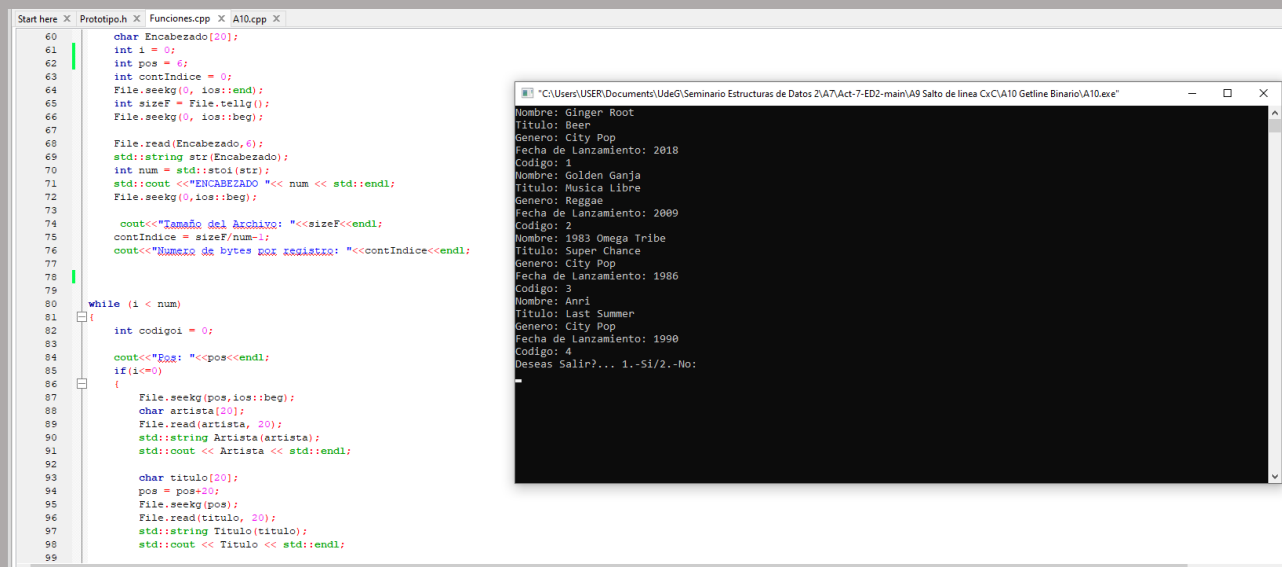 Start here X Prototipo.h X Funciones.cpp X A10.cpp X
60 char Encabezado[20];
61 int i = 0;
62 int pos = 6;
63 int contIndice = 0;
64 File.seekg(0, ios::end);
65 int sizeF = File.tellg();
66 File.seekg(0, ios::beg);
67
68 File.read(Encabezado,6);
69 std::string str(Encabezado);
70 int num = std::stoi(str);
71 std::cout <<"ENCABEZADO "<< num << std::endl;
72 File.seekg(0,ios::beg);
73
74 cout<<"Tamaño del Archivo: "<<sizeF<<endl;
75 contIndice = sizeF/num-1;
76 cout<<"Numero de bytes por registro: "<<contIndice<<endl;
77
78
79
80 while (i < num)
81 {
82 int codigoi = 0;
83
84 cout<<"Pos: "<<pos<<endl;
85 if(i<=0)
86 {
87 File.seekg(pos,ios::beg);
88 char artista[20];
89 File.read(artista, 20);
90 std::string Artista(artista);
91 std::cout << Artista << std::endl;
92
93 char titulo[20];
94 pos = pos+20;
95 File.seekg(pos);
96 File.read(titulo, 20);
97 std::string Titulo(titulo);
98 std::cout << Titulo << std::endl;
99
"C:\Users\USER\Documents\UdeG\Seminario Estructuras de Datos 2\A7\Act-7-ED2-main\A9 Salto de linea CxC\A10 Getline Binario\A10.exe"
Nombre: Ginger Root
Titulo: Beer
Genero: City Pop
Fecha de Lanzamiento: 2018
Codigo: 1
Nombre: Golden Ganja
Titulo: Musica Libre
Genero: Reggae
Fecha de Lanzamiento: 2009
Codigo: 2
Nombre: 1983 Omega Tribe
Titulo: Super Chance
Genero: City Pop
Fecha de Lanzamiento: 1986
Codigo: 3
Nombre: Anri
Titulo: Last Summer
Genero: City Pop
Fecha de Lanzamiento: 1990
Codigo: 4
Deseas Salir?... 1.-Si/2.-No: